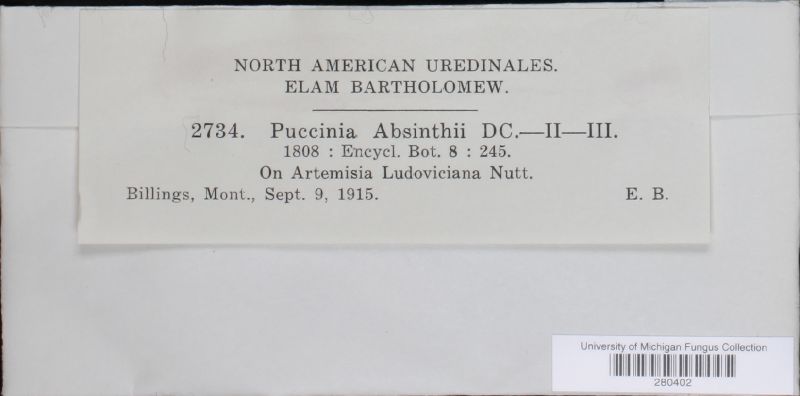 NORTH AMERICAN UREDINALES.
ELAM BARTHOLOMEW.
2734. Puccinia Absinthii DC.—II—III.
1808 : Encycl. Bot. 8 : 245.
On Artemisia Ludoviciana Nutt.
Billings, Mont., Sept. 9, 1915. E. B.
University of Michigan Fungus Collection
280402